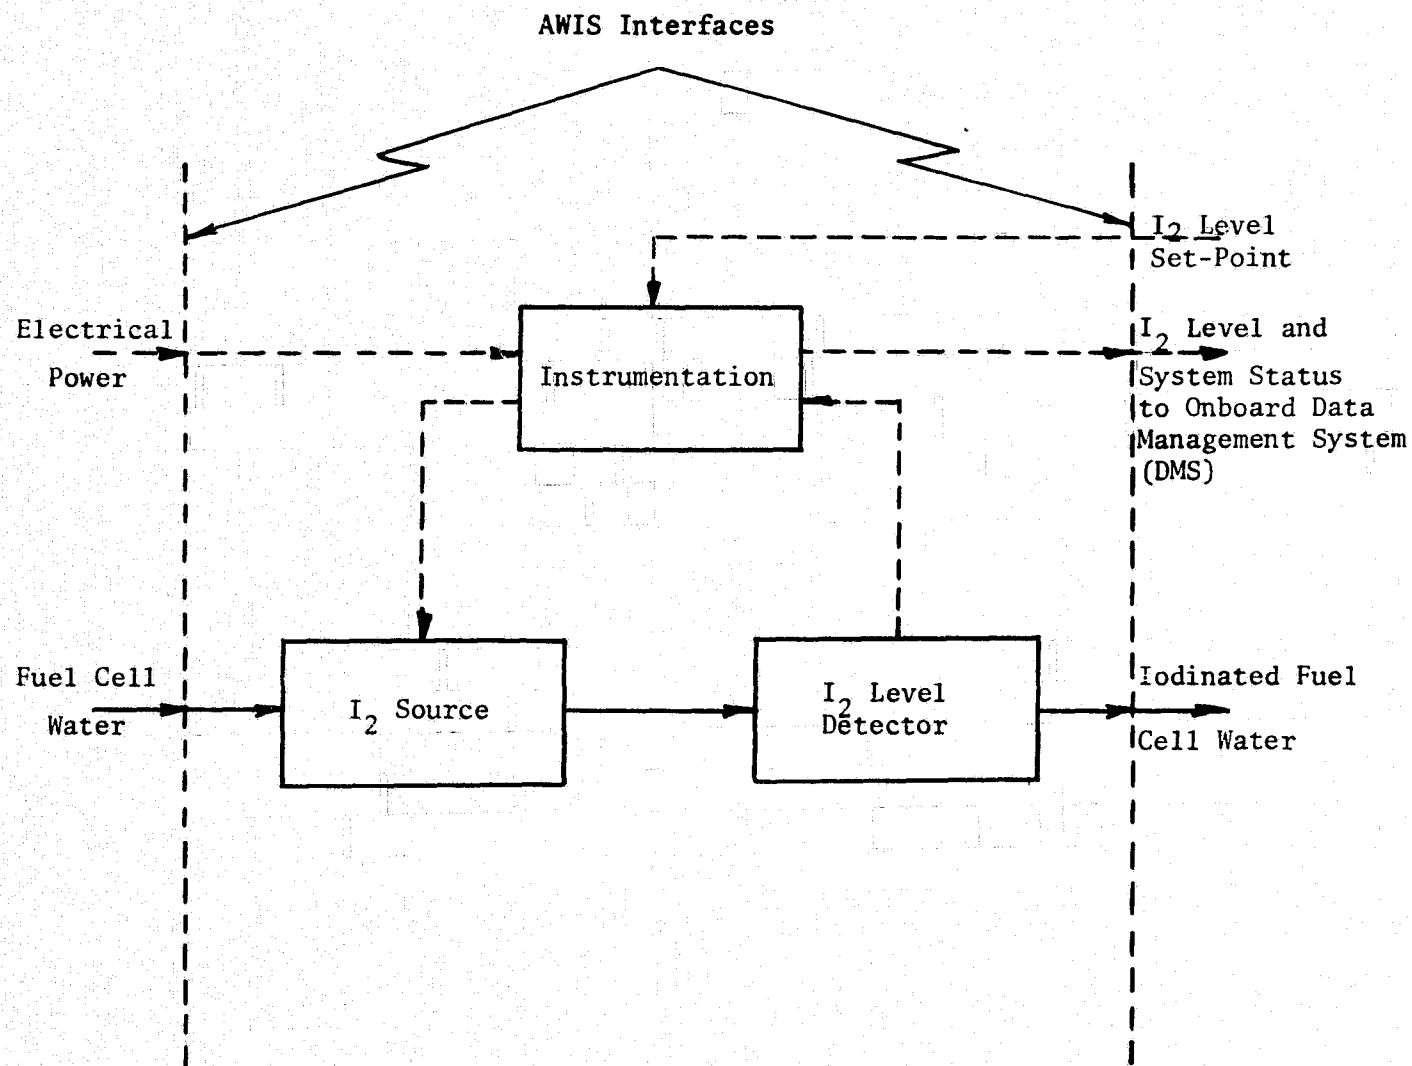 AWIS Interfaces
I2 Level
Set-Point
Electrical
Power
Instrumentation
I2 Level and
System Status
to Onboard Data
Management System
(DMS)
Fuel Cell
Water
I2 Source
I2 Level
Detector
Iodinated Fuel
Cell Water